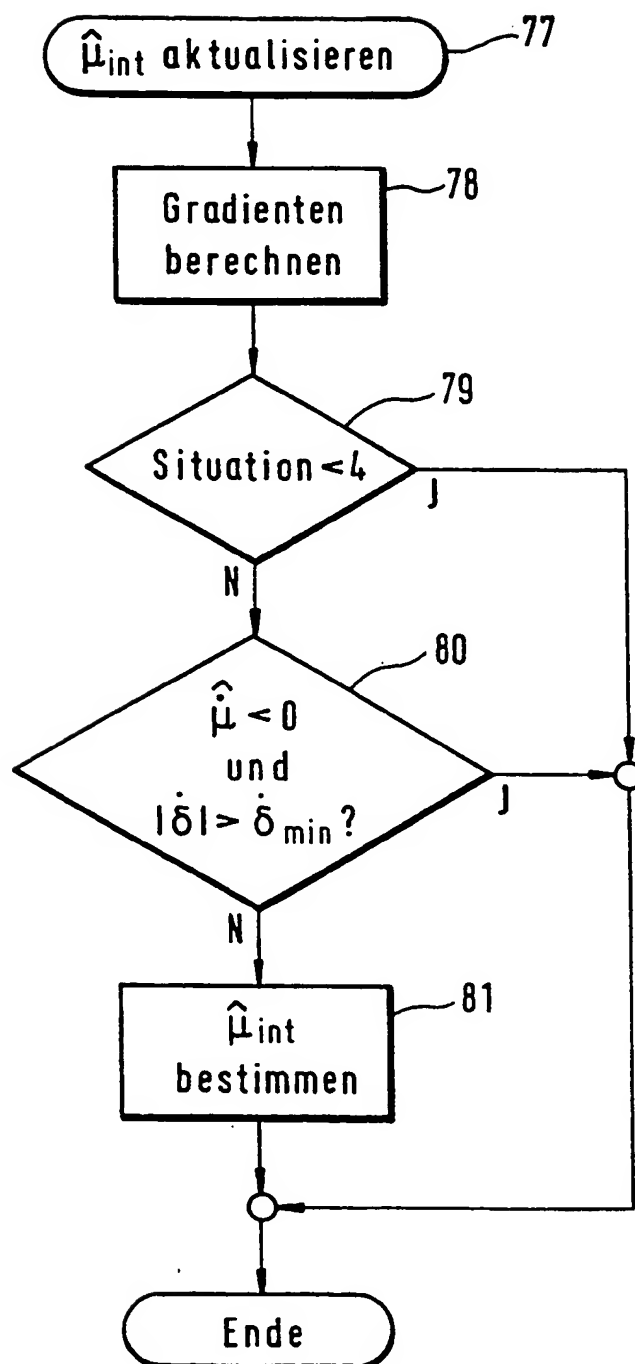 μ̂int aktualisieren
77
Gradienten
berechnen
78
Situation < 4
79
J
N
μ̂̇ < 0
und
|δ̇| > δ̇min?
80
J
N
μ̂int
bestimmen
81
Ende